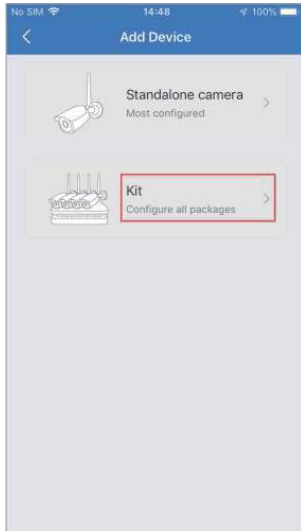 No SIM 14:48 100%
Add Device
Standalone camera
Most configured
Kit
Configure all packages